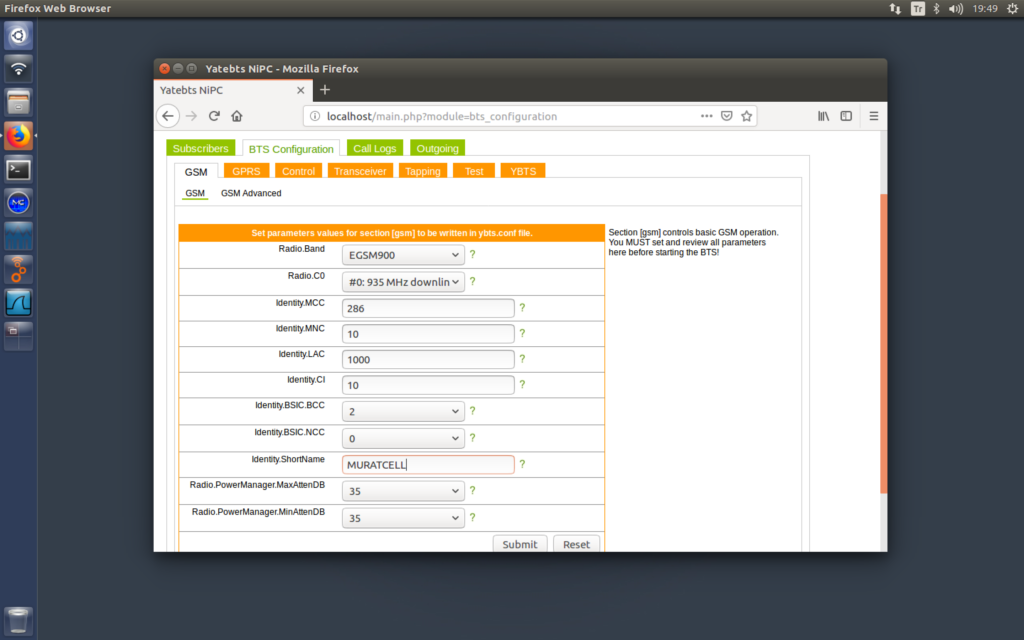 Firefox Web Browser
Tr
19:49
Yatebts NiPC - Mozilla Firefox
Yatebts NiPC
localhost/main.php?module=bts_configuration
Subscribers BTS Configuration Call Logs Outgoing
GSM GPRS Control Transceiver Tapping Test YBTS
GSM GSM Advanced
Set parameters values for section [gsm] to be written in ybts.conf file.
Section [gsm] controls basic GSM operation.
You MUST set and review all parameters
here before starting the BTS!
Radio.Band EGSM900 ?
Radio.C0 #0: 935 MHz downlin ?
Identity.MCC 286 ?
Identity.MNC 10 ?
Identity.LAC 1000 ?
Identity.CI 10 ?
Identity.BSIC.BCC 2 ?
Identity.BSIC.NCC 0 ?
Identity.ShortName MURATCELL ?
Radio.PowerManager.MaxAttenDB 35 ?
Radio.PowerManager.MinAttenDB 35 ?
Submit Reset